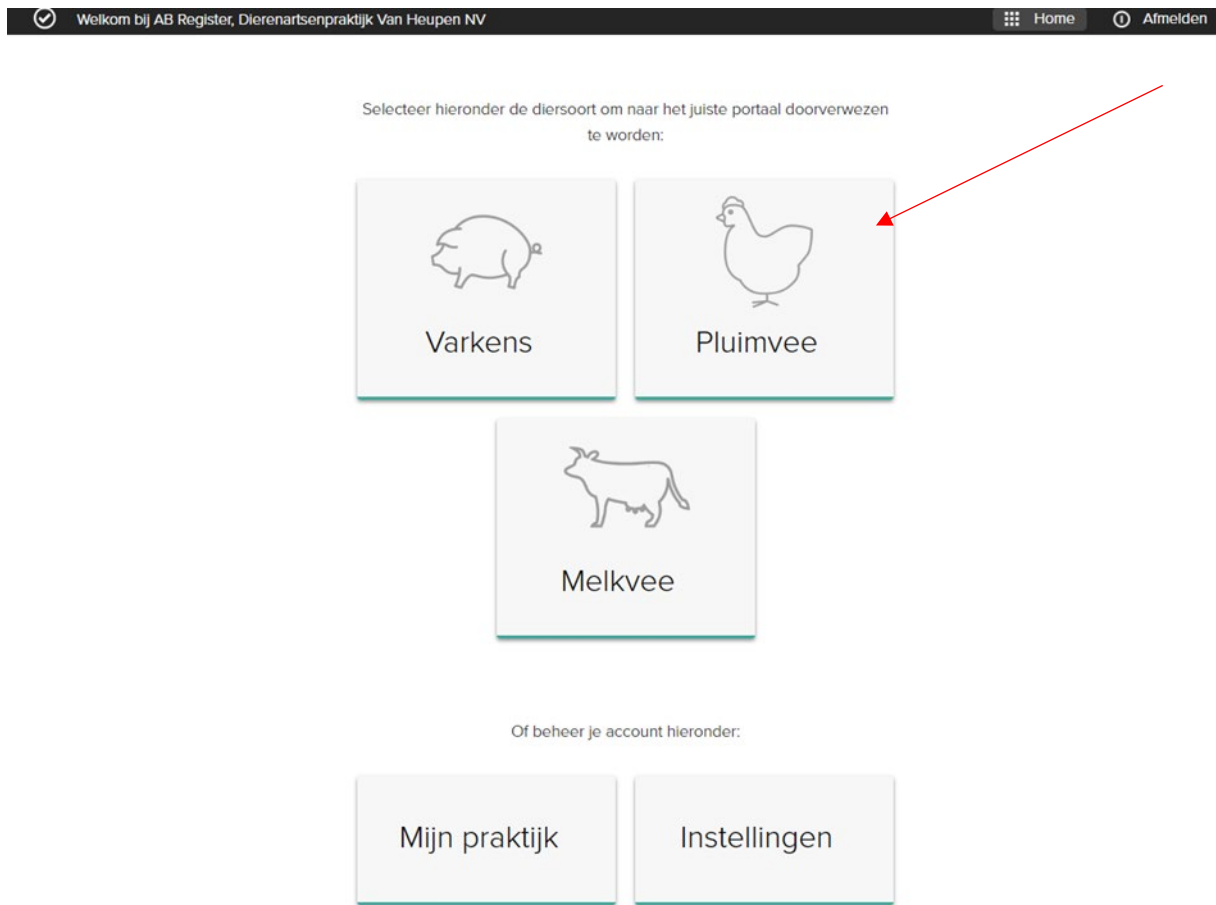 Welkom bij AB Register, Dierenartsenpraktijk Van Heupen NV
Home
Afmelden
Selecteer hieronder de diersoort om naar het juiste portaal doorverwezen
te worden:
Varkens
Pluimvee
Melkvee
Of beheer je account hieronder:
Mijn praktijk
Instellingen